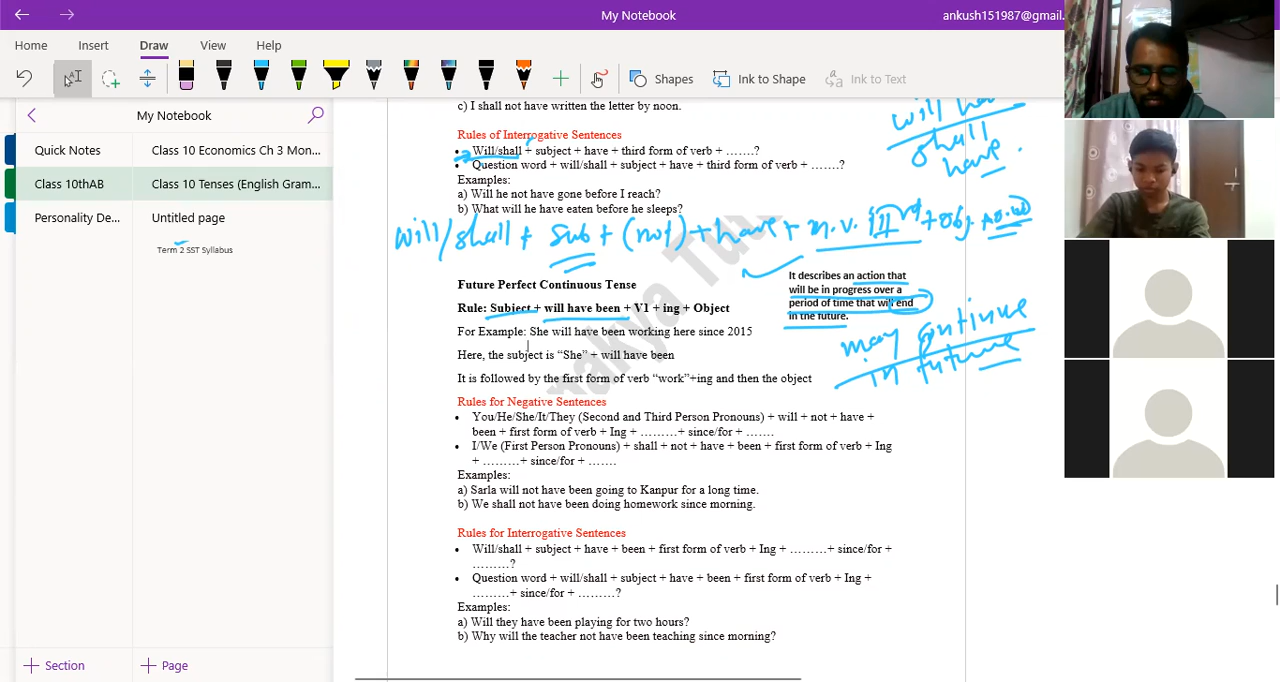 My Notebook
ankush151987@gmail.
Home Insert Draw View Help
Shapes Ink to Shape Ink to Text
My Notebook
Quick Notes
Class 10thAB
Personality De...
Class 10 Economics Ch 3 Mon...
Class 10 Tenses (English Gram...
Untitled page
Term 2 SST Syllabus
Section
Page
c) I shall not have written the letter by noon.
will hav
shall
have.
Rules of Interrogative Sentences
• Will/shall + subject + have + third form of verb + …….?
• Question word + will/shall + subject + have + third form of verb + …….?
Examples:
a) Will he not have gone before I reach?
b) What will he have eaten before he sleeps?
will/shall + Sub + (not) + have + m.v. IIIrd + obj.
Future Perfect Continuous Tense
Rule: Subject + will have been + V1 + ing + Object
For Example: She will have been working here since 2015
Here, the subject is “She” + will have been
It is followed by the first form of verb “work”+ing and then the object
It describes an action that
will be in progress over a
period of time that will end
in the future.
may continue
in future
Rules for Negative Sentences
• You/He/She/It/They (Second and Third Person Pronouns) + will + not + have +
been + first form of verb + Ing + ………+ since/for + …….
• I/We (First Person Pronouns) + shall + not + have + been + first form of verb + Ing
+ ………+ since/for + …….
Examples:
a) Sarla will not have been going to Kanpur for a long time.
b) We shall not have been doing homework since morning.
Rules for Interrogative Sentences
• Will/shall + subject + have + been + first form of verb + Ing + ………+ since/for +
………?
• Question word + will/shall + subject + have + been + first form of verb + Ing +
………+ since/for + ………?
Examples:
a) Will they have been playing for two hours?
b) Why will the teacher not have been teaching since morning?